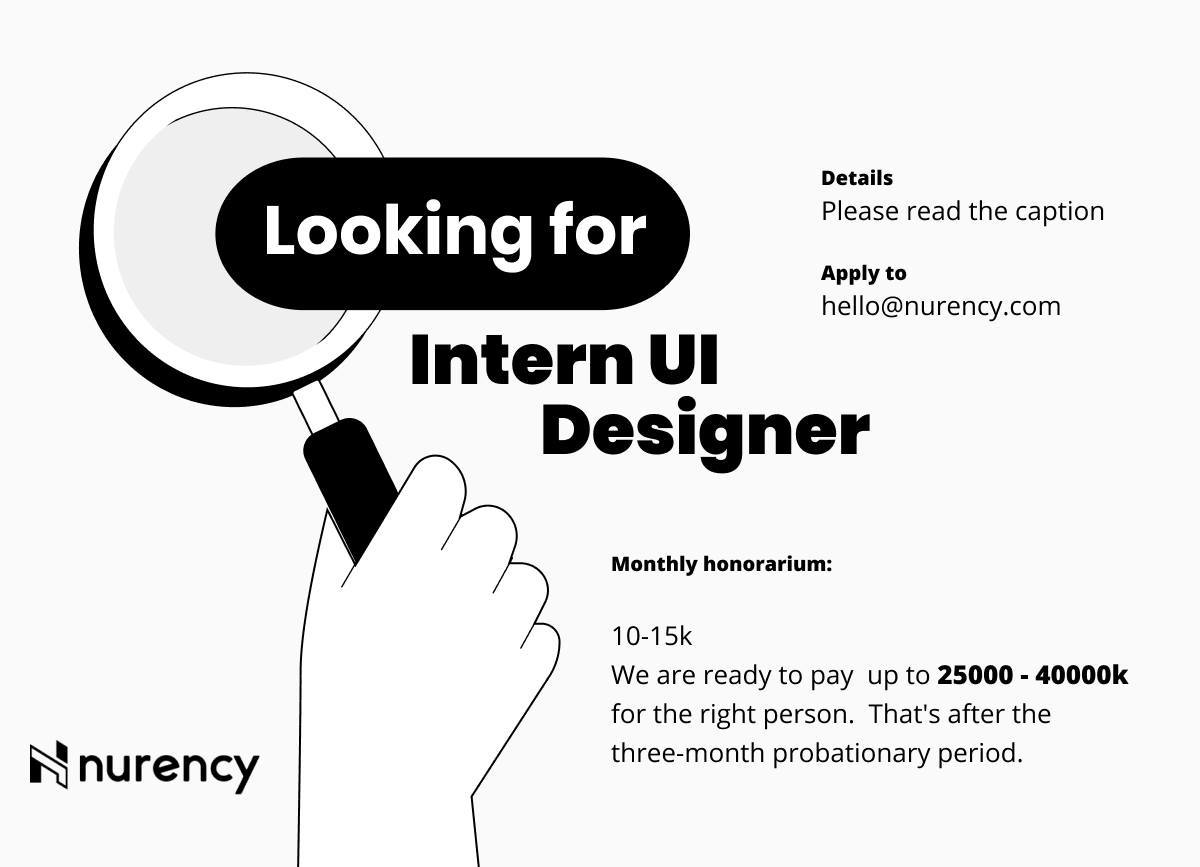 Looking for
Intern UI
Designer
Details
Please read the caption
Apply to
hello@nurency.com
Monthly honorarium:
10-15k
We are ready to pay  up to 25000 - 40000k
for the right person.  That's after the
three-month probationary period.
nurency